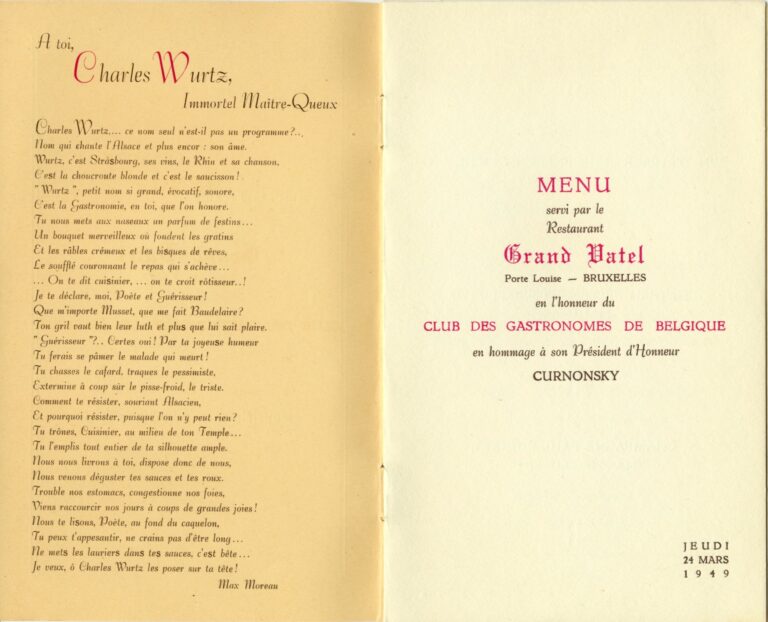 A toi,
Charles Wurtz,
Immortel Maître-Queux
Charles Wurtz,... ce nom seul n'est-il pas un programme?..,
Nom qui chante l'Alsace et plus encor : son âme.
Wurtz, c'est Strasbourg, ses vins, le Rhin et sa chanson,
C'est la choucroute blonde et c'est le saucisson !
" Wurtz ", petit nom si grand, évocatif, sonore,
C'est la Gastronomie, en toi, que l'on honore.
Tu nous mets aux naseaux un parfum de festins...
Un bouquet merveilleux où fondent les gratins
Et les râbles crémeux et les bisques de rêves,
Le soufflé couronnant le repas qui s'achève...
... On te dit cuisinier, ... on te croit rôtisseur..!
Je te déclare, moi, Poète et Guérisseur !
Que m'importe Musset, que me fait Baudelaire?
Ton gril vaut bien leur luth et plus que lui sait plaire.
"Guérisseur "?.. Certes oui! Par ta joyeuse humeur
Tu ferais se pâmer le malade qui meurt !
Tu chasses le cafard, traques le pessimiste,
Extermine à coup sûr le pisse-froid, le triste.
Comment te résister, souriant Alsacien,
Et pourquoi résister, puisque l'on n'y peut rien?
Tu trônes, Cuisinier, au milieu de ton Temple...
Tu l'emplis tout entier de ta silhouette ample.
Nous nous livrons à toi, dispose donc de nous,
Nous venons déguster tes sauces et tes roux.
Trouble nos estomacs, congestionne nos foies,
Viens raccourcir nos jours à coups de grandes joies !
Nous te lisons, Poète, au fond du caquelon,
Tu peux t'appesantir, ne crains pas d'être long...
Ne mets les lauriers dans tes sauces, c'est bête...
Je veux, ô Charles Wurtz les poser sur ta tête !
Max Moreau
MENU
servi par le
Restaurant
Grand Vatel
Porte Louise — BRUXELLES
en l'honneur du
CLUB DES GASTRONOMES DE BELGIQUE
en hommage à son Président d'Honneur
CURNONSKY
JEUDI
24 MARS
1949